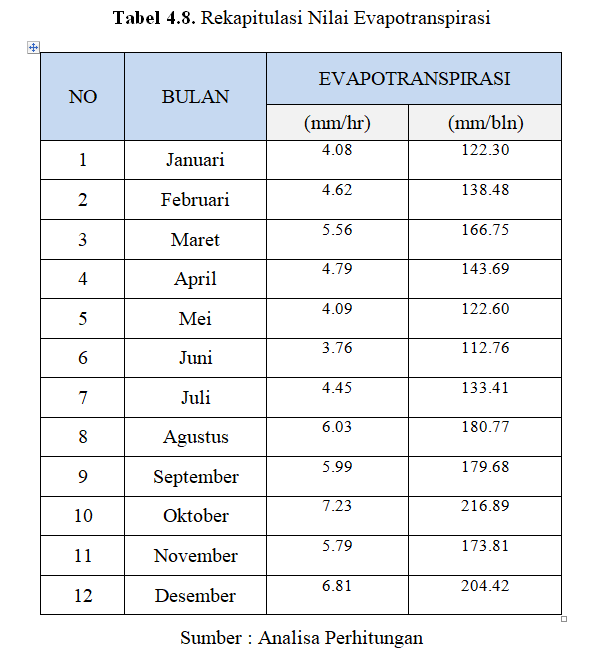 Tabel 4.8. Rekapitulasi Nilai Evapotranspirasi
NO BULAN EVAPOTRANSPIRASI
(mm/hr) (mm/bln)
1 Januari 4.08 122.30
2 Februari 4.62 138.48
3 Maret 5.56 166.75
4 April 4.79 143.69
5 Mei 4.09 122.60
6 Juni 3.76 112.76
7 Juli 4.45 133.41
8 Agustus 6.03 180.77
9 September 5.99 179.68
10 Oktober 7.23 216.89
11 November 5.79 173.81
12 Desember 6.81 204.42
Sumber : Analisa Perhitungan